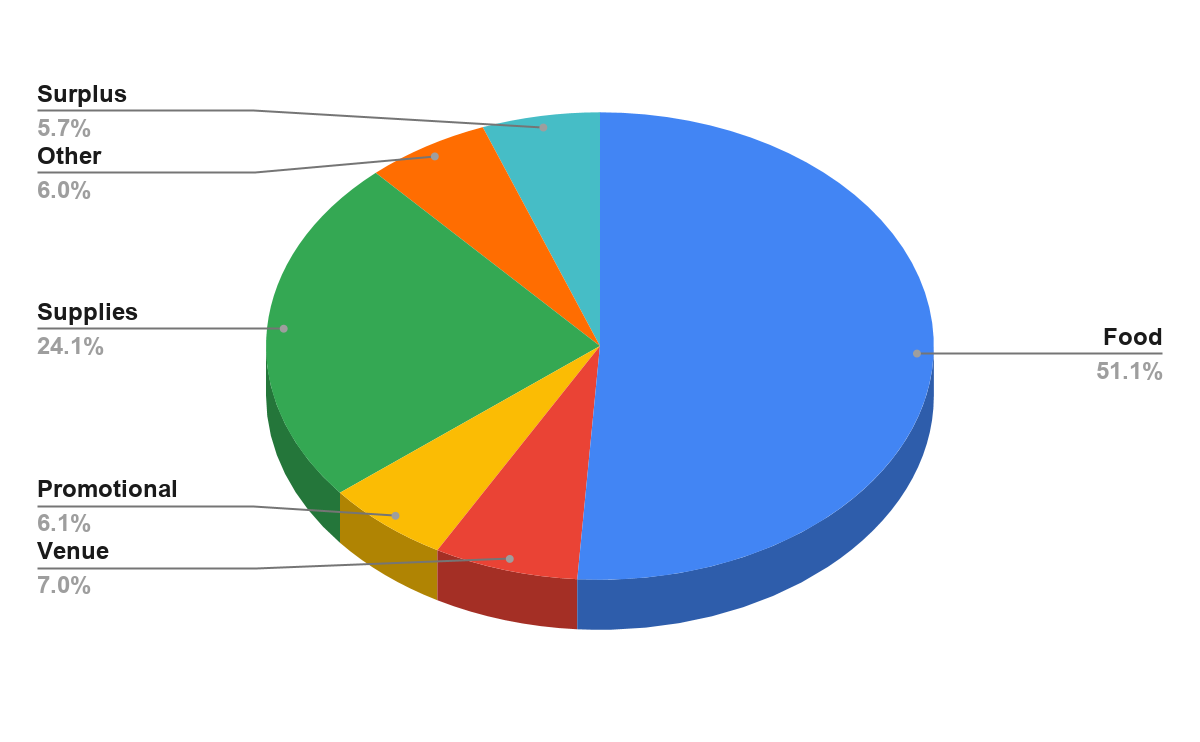 Surplus
5.7%
Other
6.0%
Supplies
24.1%
Promotional
6.1%
Venue
7.0%
Food
51.1%